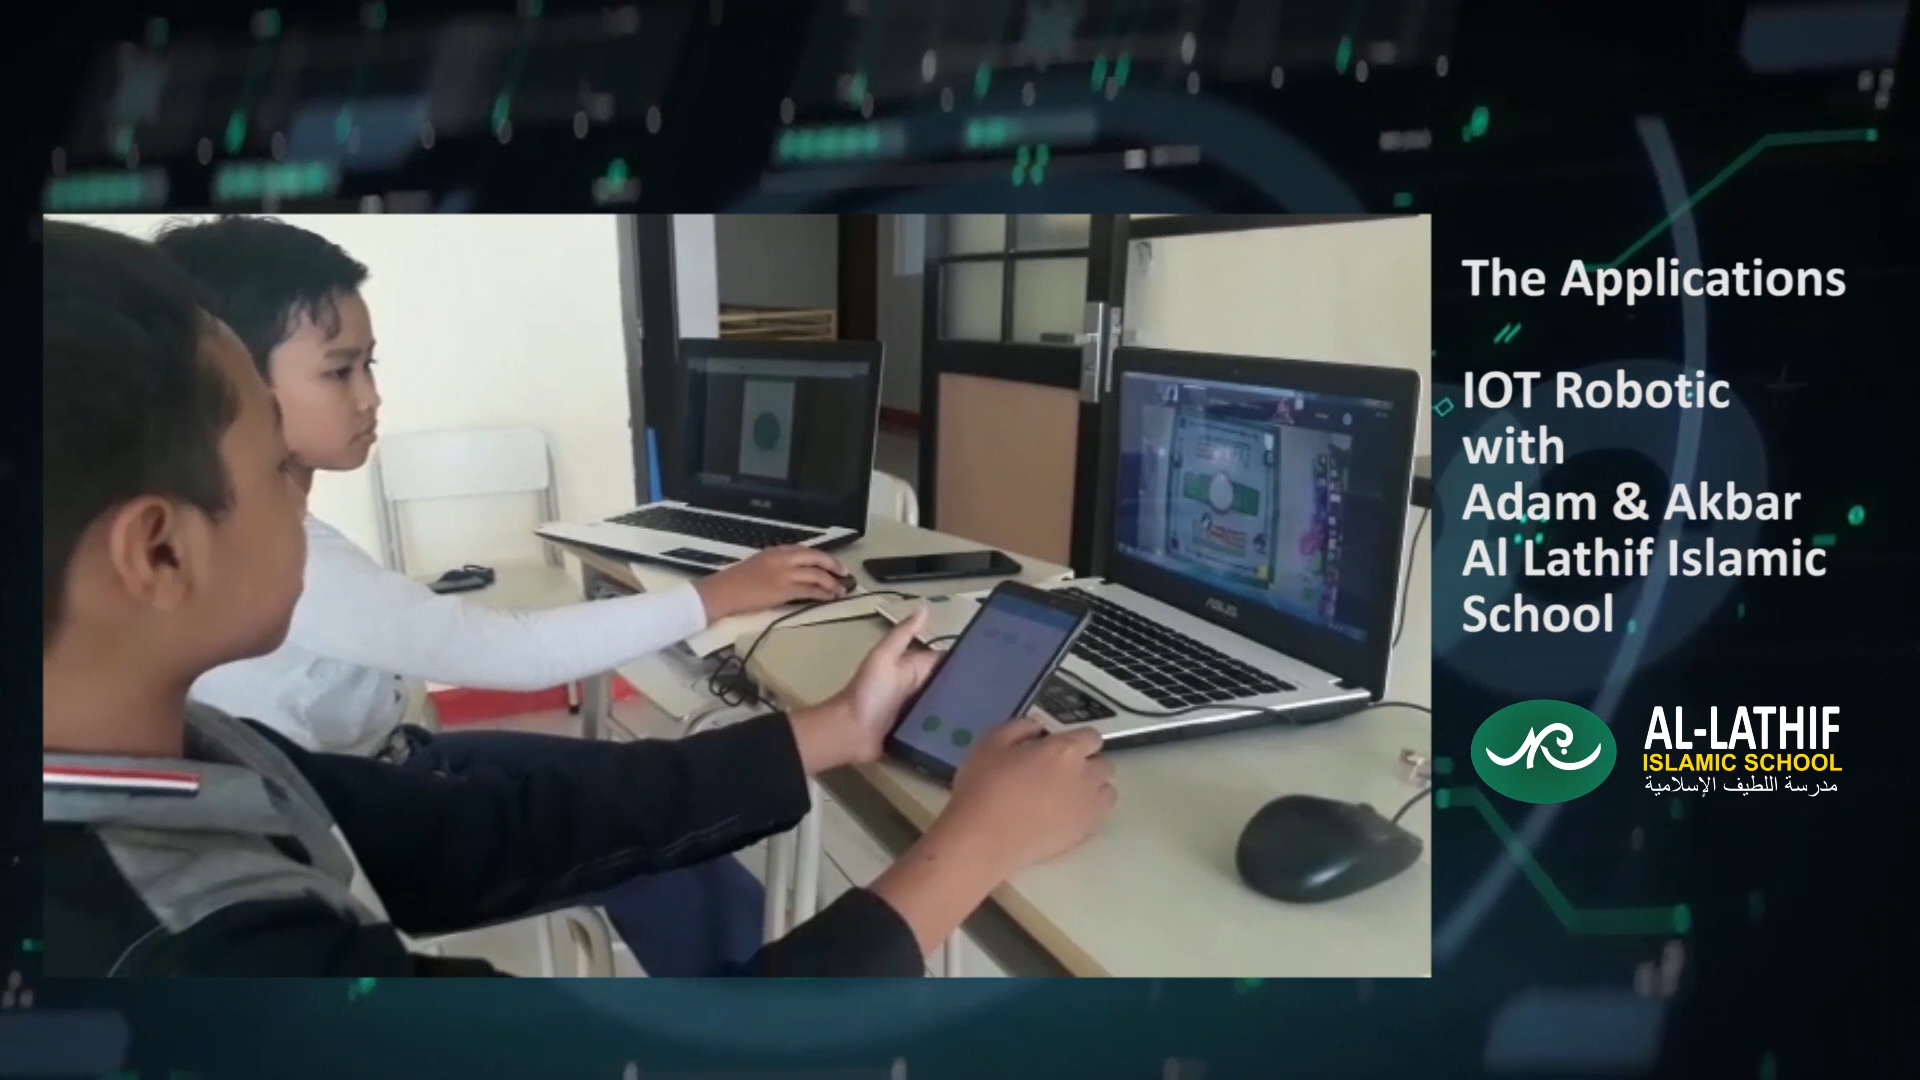 The Applications
IOT Robotic
with
Adam & Akbar
Al Lathif Islamic
School
AL-LATHIF
ISLAMIC SCHOOL
مدرسة اللطيف الإسلامية
ASUS